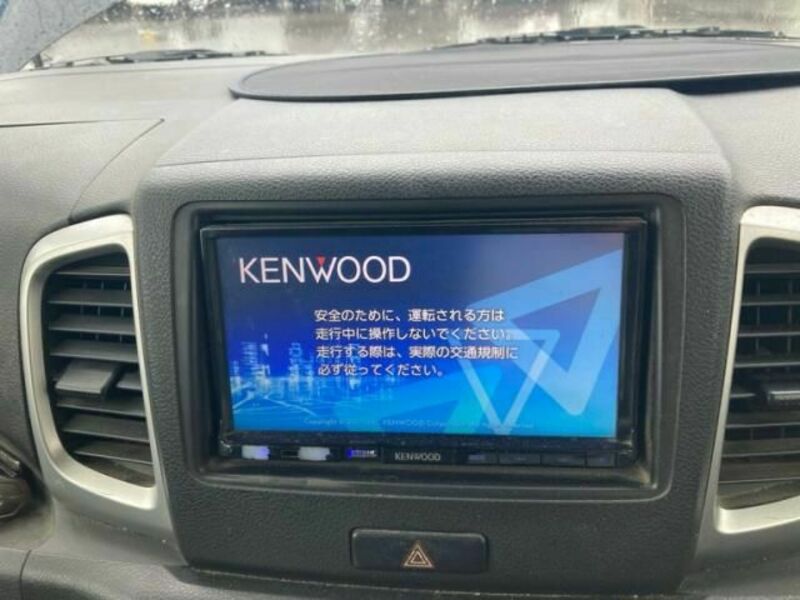 KENWOOD
安全のために、運転される方は
走行中に操作しないでください。
走行する際は、実際の交通規制に
必ず従ってください。
KENWOOD